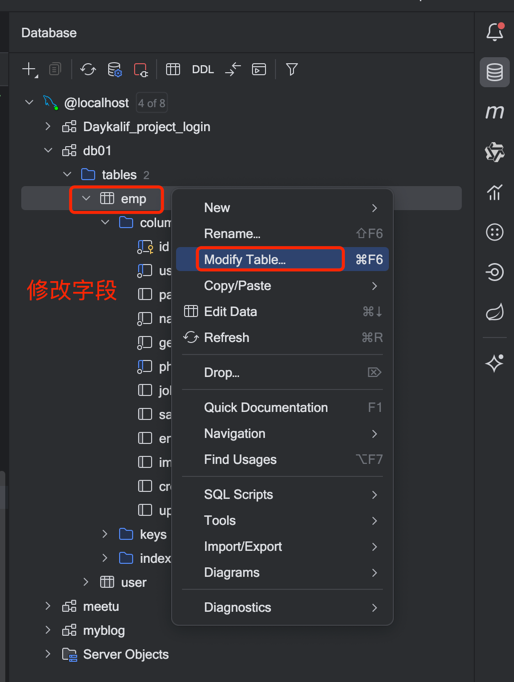 Database
DDL
@localhost 4 of 8
Daykalif_project_login
db01
tables 2
emp
colum
id
us
pa
na
ge
ph
jol
sa
en
im
cre
up
keys
index
user
meetu
myblog
Server Objects
修改字段
New
Rename... ⇧F6
Modify Table... ⌘F6
Copy/Paste
Edit Data ⌘↓
Refresh ⌘R
Drop... ⌦
Quick Documentation F1
Navigation
Find Usages ⌥F7
SQL Scripts
Tools
Import/Export
Diagrams
Diagnostics
m